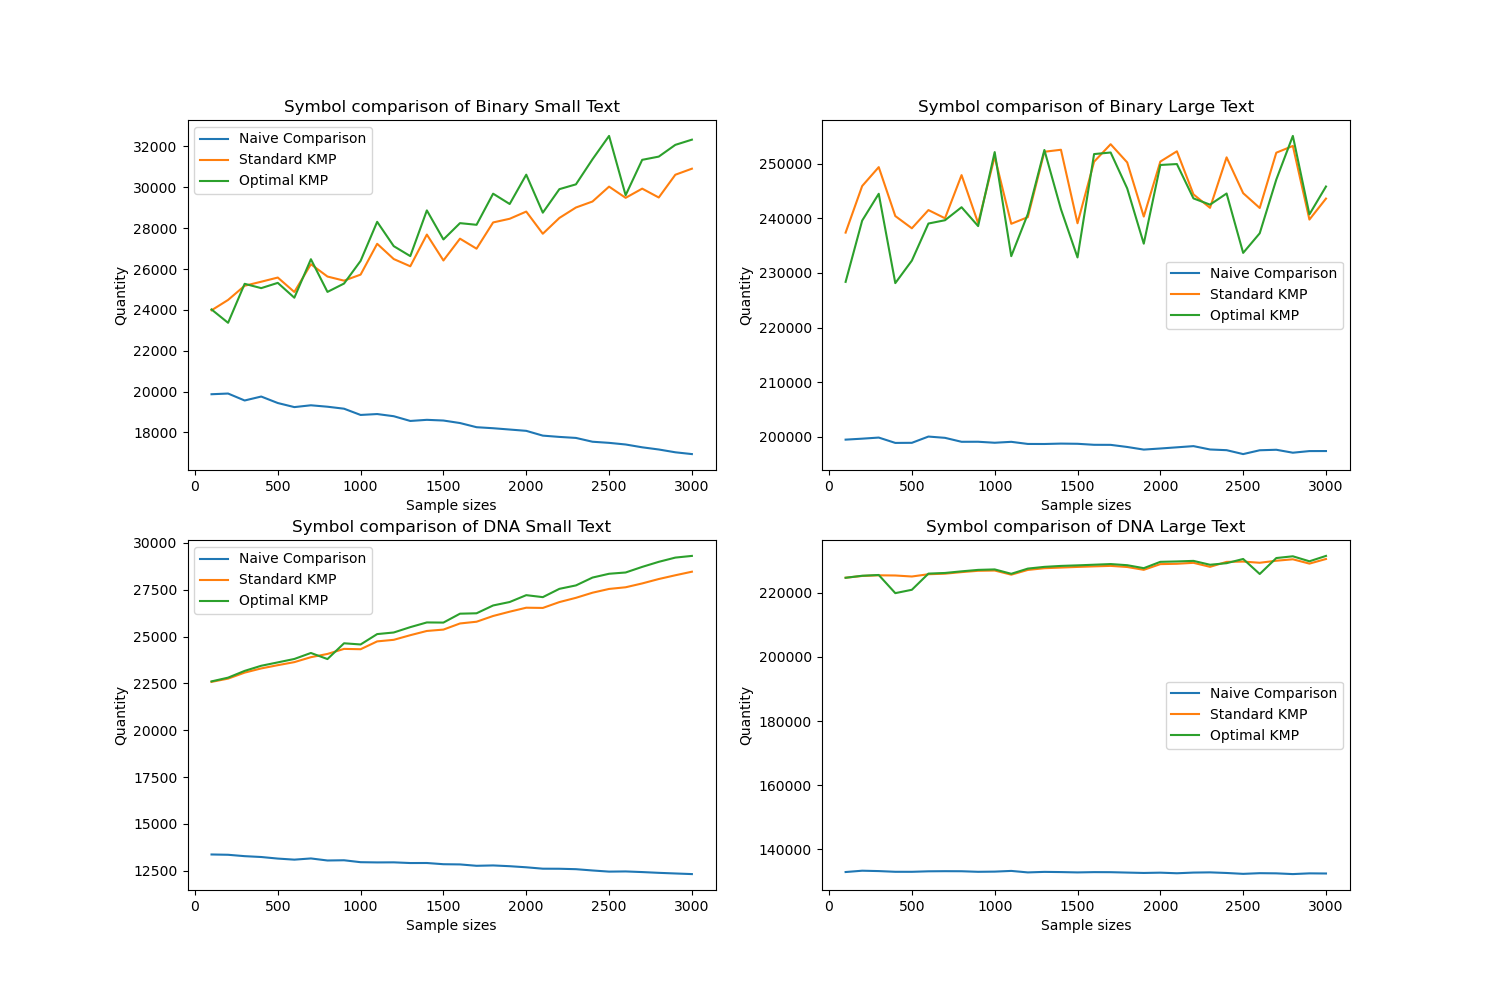 Symbol comparison of Binary Small Text
Naive Comparison
Standard KMP
Optimal KMP
Quantity
32000
30000
28000
26000
24000
22000
20000
18000
0 500 1000 1500 2000 2500 3000
Sample sizes
Symbol comparison of Binary Large Text
Naive Comparison
Standard KMP
Optimal KMP
Quantity
250000
240000
230000
220000
210000
200000
0 500 1000 1500 2000 2500 3000
Sample sizes
Symbol comparison of DNA Small Text
Naive Comparison
Standard KMP
Optimal KMP
Quantity
30000
27500
25000
22500
20000
17500
15000
12500
0 500 1000 1500 2000 2500 3000
Sample sizes
Symbol comparison of DNA Large Text
Naive Comparison
Standard KMP
Optimal KMP
Quantity
220000
200000
180000
160000
140000
0 500 1000 1500 2000 2500 3000
Sample sizes